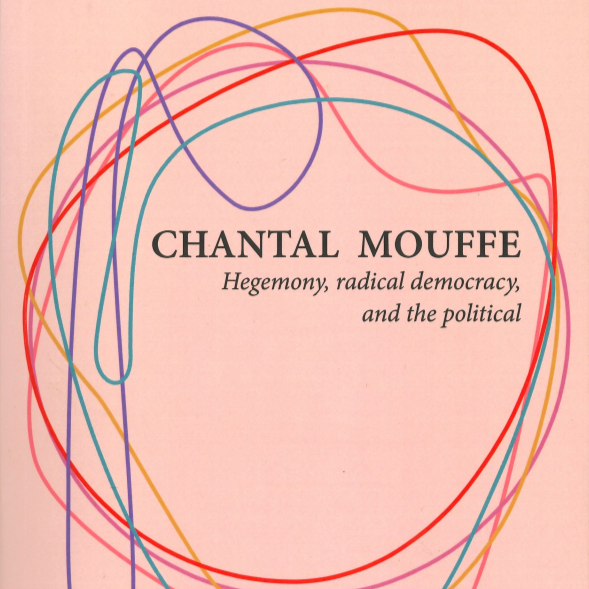 CHANTAL MOUFFE
Hegemony, radical democracy,
and the political